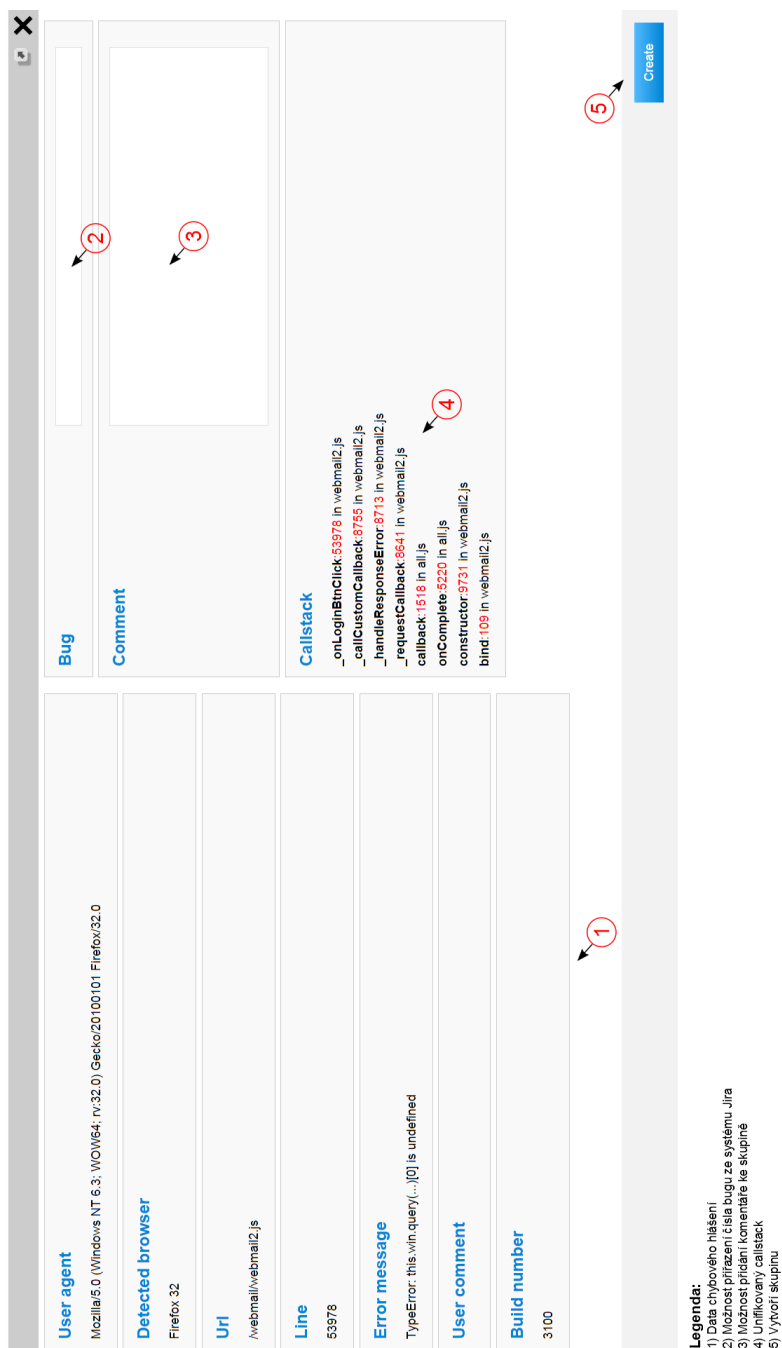 User agent
Mozilla/5.0 (Windows NT 6.3; WOW64; rv:32.0) Gecko/20100101 Firefox/32.0
Detected browser
Firefox 32
Url
/webmail/webmail2.js
Line
53978
Error message
TypeError: this.win.query(...)[0] is undefined
User comment
Build number
3100
1
Bug
2
Comment
3
Callstack
_onLoginBtnClick:53978 in webmail2.js
_callCustomCallback:8755 in webmail2.js
_handleResponseError:8713 in webmail2.js
_requestCallback:8641 in webmail2.js
callback:1518 in all.js
onComplete:5220 in all.js
constructor:9731 in webmail2.js
bind:109 in webmail2.js
4
5
Create
Legenda:
1) Data chybového hlášení
2) Možnost přiřazení čísla bugu ze systému Jira
3) Možnost přidání komentáře ke skupině
4) Unifikovaný callstack
5) Vytvoří skupinu